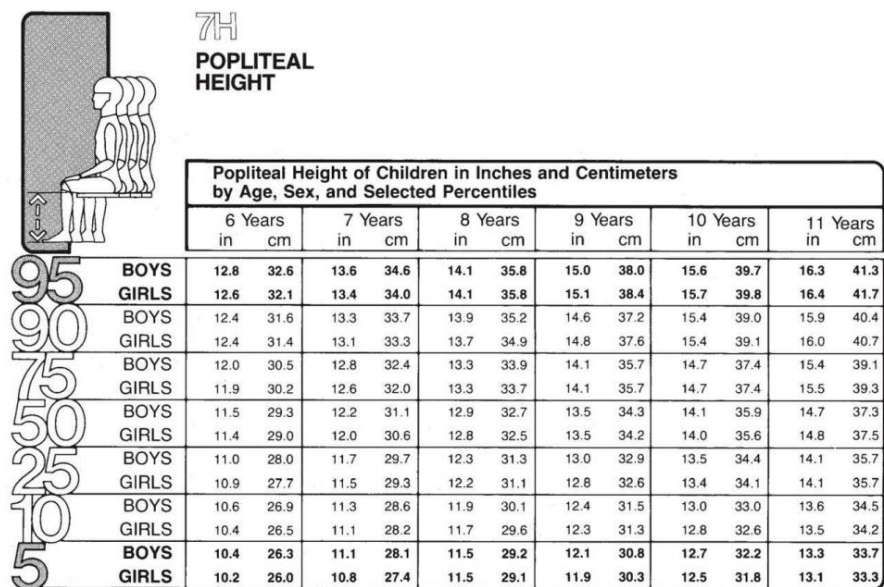 7H
POPLITEAL
HEIGHT
Popliteal Height of Children in Inches and Centimeters
by Age, Sex, and Selected Percentiles
6 Years 7 Years 8 Years 9 Years 10 Years 11 Years
in cm in cm in cm in cm in cm in cm
95 BOYS 12.8 32.6 13.6 34.6 14.1 35.8 15.0 38.0 15.6 39.7 16.3 41.3
GIRLS 12.6 32.1 13.4 34.0 14.1 35.8 15.1 38.4 15.7 39.8 16.4 41.7
90 BOYS 12.4 31.6 13.3 33.7 13.9 35.2 14.6 37.2 15.4 39.0 15.9 40.4
GIRLS 12.4 31.4 13.1 33.3 13.7 34.9 14.8 37.6 15.4 39.1 16.0 40.7
75 BOYS 12.0 30.5 12.8 32.4 13.3 33.9 14.1 35.7 14.7 37.4 15.4 39.1
GIRLS 11.9 30.2 12.6 32.0 13.3 33.7 14.1 35.7 14.7 37.4 15.5 39.3
50 BOYS 11.5 29.3 12.2 31.1 12.9 32.7 13.5 34.3 14.1 35.9 14.7 37.3
GIRLS 11.4 29.0 12.0 30.6 12.8 32.5 13.5 34.2 14.0 35.6 14.8 37.5
25 BOYS 11.0 28.0 11.7 29.7 12.3 31.3 13.0 32.9 13.5 34.4 14.1 35.7
GIRLS 10.9 27.7 11.5 29.3 12.2 31.1 12.8 32.6 13.4 34.1 14.1 35.7
10 BOYS 10.6 26.9 11.3 28.6 11.9 30.1 12.4 31.5 13.0 33.0 13.6 34.5
GIRLS 10.4 26.5 11.1 28.2 11.7 29.6 12.3 31.3 12.8 32.6 13.5 34.2
5 BOYS 10.4 26.3 11.1 28.1 11.5 29.2 12.1 30.8 12.7 32.2 13.3 33.7
GIRLS 10.2 26.0 10.8 27.4 11.5 29.1 11.9 30.3 12.5 31.8 13.1 33.3